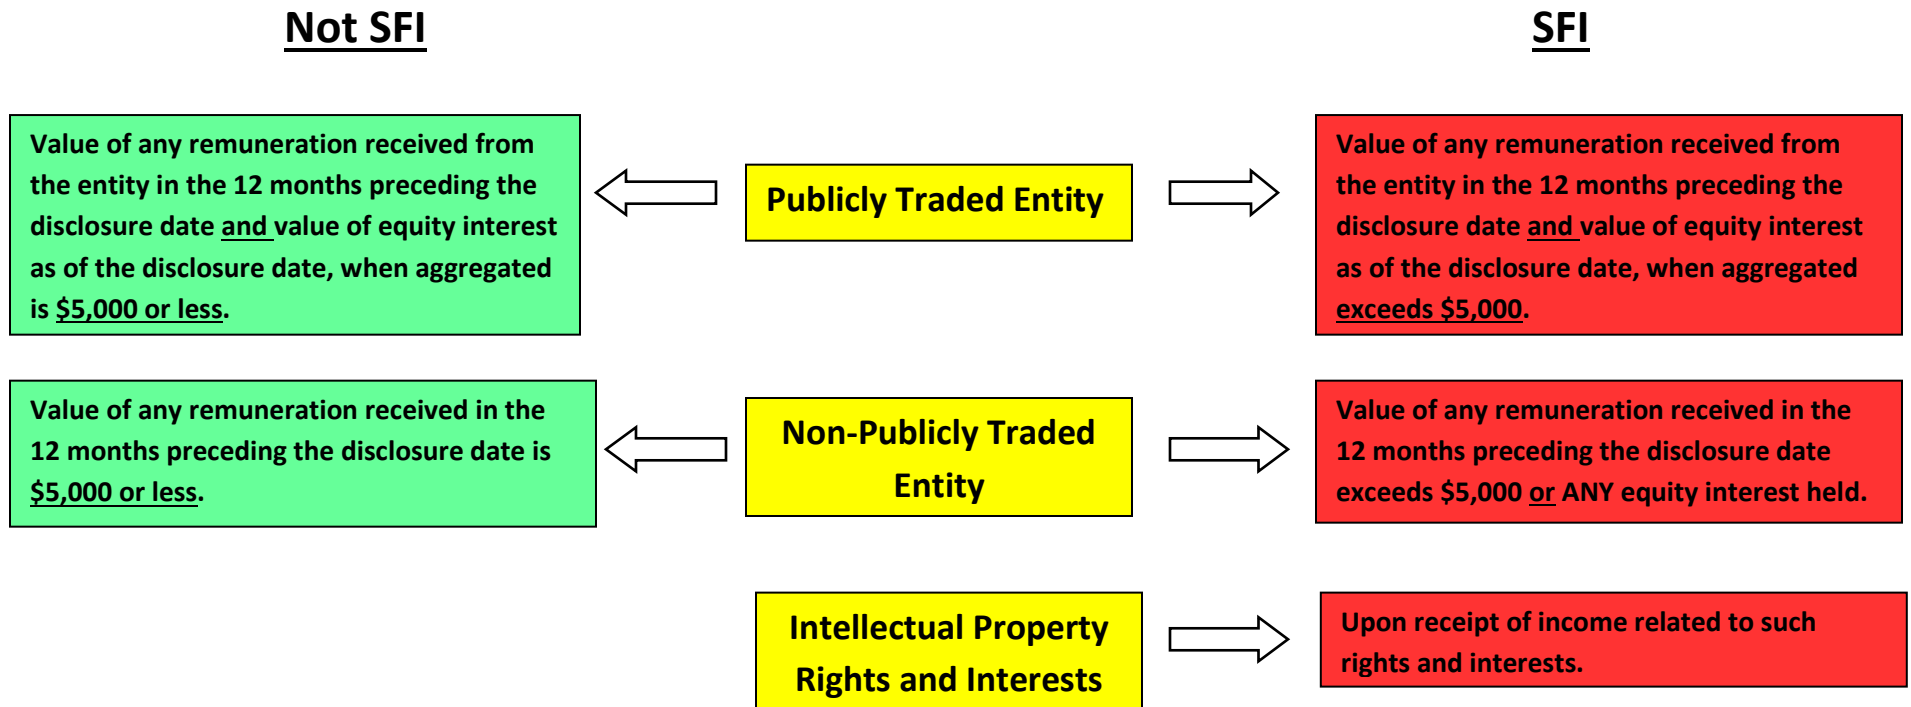 Not SFI
SFI
Value of any remuneration received from
the entity in the 12 months preceding the
disclosure date and value of equity interest
as of the disclosure date, when aggregated
is $5,000 or less.
Publicly Traded Entity
Value of any remuneration received from
the entity in the 12 months preceding the
disclosure date and value of equity interest
as of the disclosure date, when aggregated
exceeds $5,000.
Value of any remuneration received in the
12 months preceding the disclosure date is
$5,000 or less.
Non-Publicly Traded
Entity
Value of any remuneration received in the
12 months preceding the disclosure date
exceeds $5,000 or ANY equity interest held.
Intellectual Property
Rights and Interests
Upon receipt of income related to such
rights and interests.